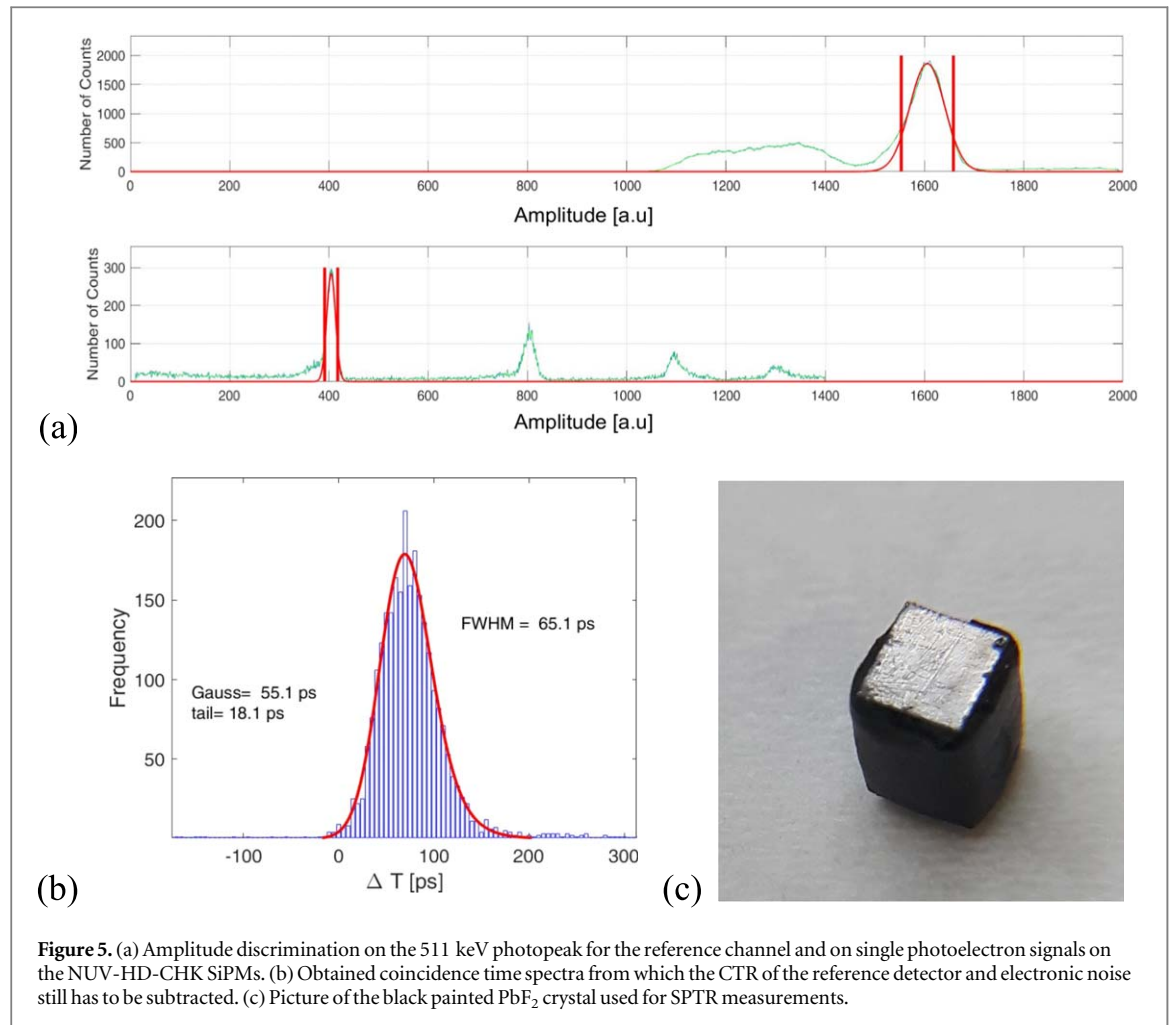 Number of Counts
2000
1500
1000
500
0
0 200 400 600 800 1000 1200 1400 1600 1800 2000
Amplitude [a.u]
Number of Counts
300
200
100
0
0 200 400 600 800 1000 1200 1400 1600 1800 2000
Amplitude [a.u]
(a)
Frequency
200
150
100
50
FWHM = 65.1 ps
Gauss= 55.1 ps
tail= 18.1 ps
-100 0 100 200 300
Δ T [ps]
(b)
(c)
Figure 5. (a) Amplitude discrimination on the 511 keV photopeak for the reference channel and on single photoelectron signals on
the NUV-HD-CHK SiPMs. (b) Obtained coincidence time spectra from which the CTR of the reference detector and electronic noise
still has to be subtracted. (c) Picture of the black painted PbF₂ crystal used for SPTR measurements.